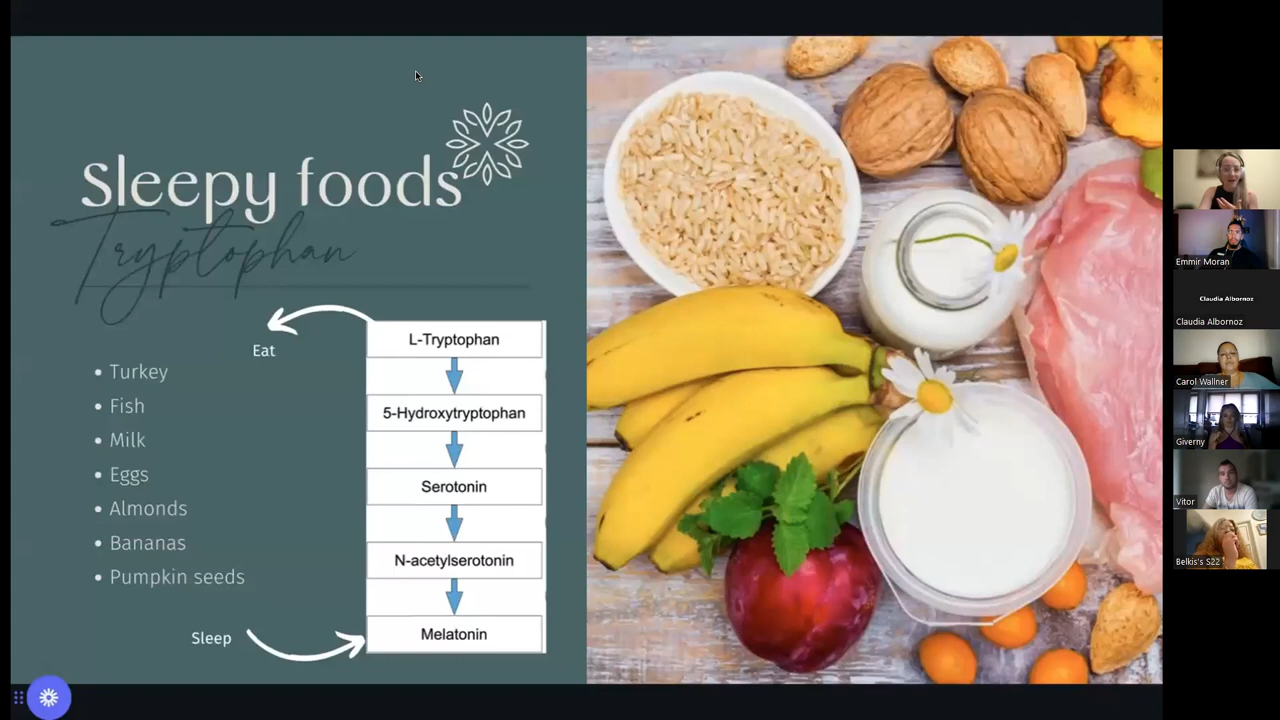 Sleepy foods
Tryptophan
Eat
Turkey
Fish
Milk
Eggs
Almonds
Bananas
Pumpkin seeds
Sleep
L-Tryptophan
5-Hydroxytryptophan
Serotonin
N-acetylserotonin
Melatonin
Emmir Moran
Claudia Albornoz
Claudia Albornoz
Carol Wallner
Giverny
Vitor
Belkis's S22